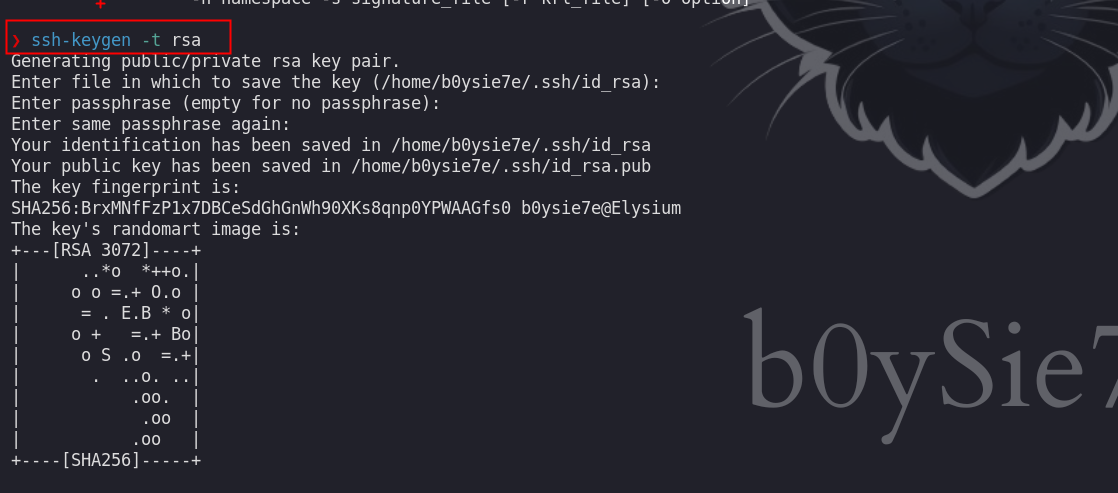 -n namespace -s signature_file [-r krl_file] [-O option]
❯ ssh-keygen -t rsa
Generating public/private rsa key pair.
Enter file in which to save the key (/home/b0ysie7e/.ssh/id_rsa):
Enter passphrase (empty for no passphrase):
Enter same passphrase again:
Your identification has been saved in /home/b0ysie7e/.ssh/id_rsa
Your public key has been saved in /home/b0ysie7e/.ssh/id_rsa.pub
The key fingerprint is:
SHA256:BrxMNfFzP1x7DBCeSdGhGnWh90XKs8qnp0YPWAAGfs0 b0ysie7e@Elysium
The key's randomart image is:
+---[RSA 3072]----+
|      ..*o  *++o.|
|     o o =.+ O.o |
|      = . E.B * o|
|     o +   =.+ Bo|
|      o S .o  =.+|
|       .  ..o. ..|
|           .oo.  |
|            .oo  |
|           .oo   |
+----[SHA256]-----+
b0ySie7